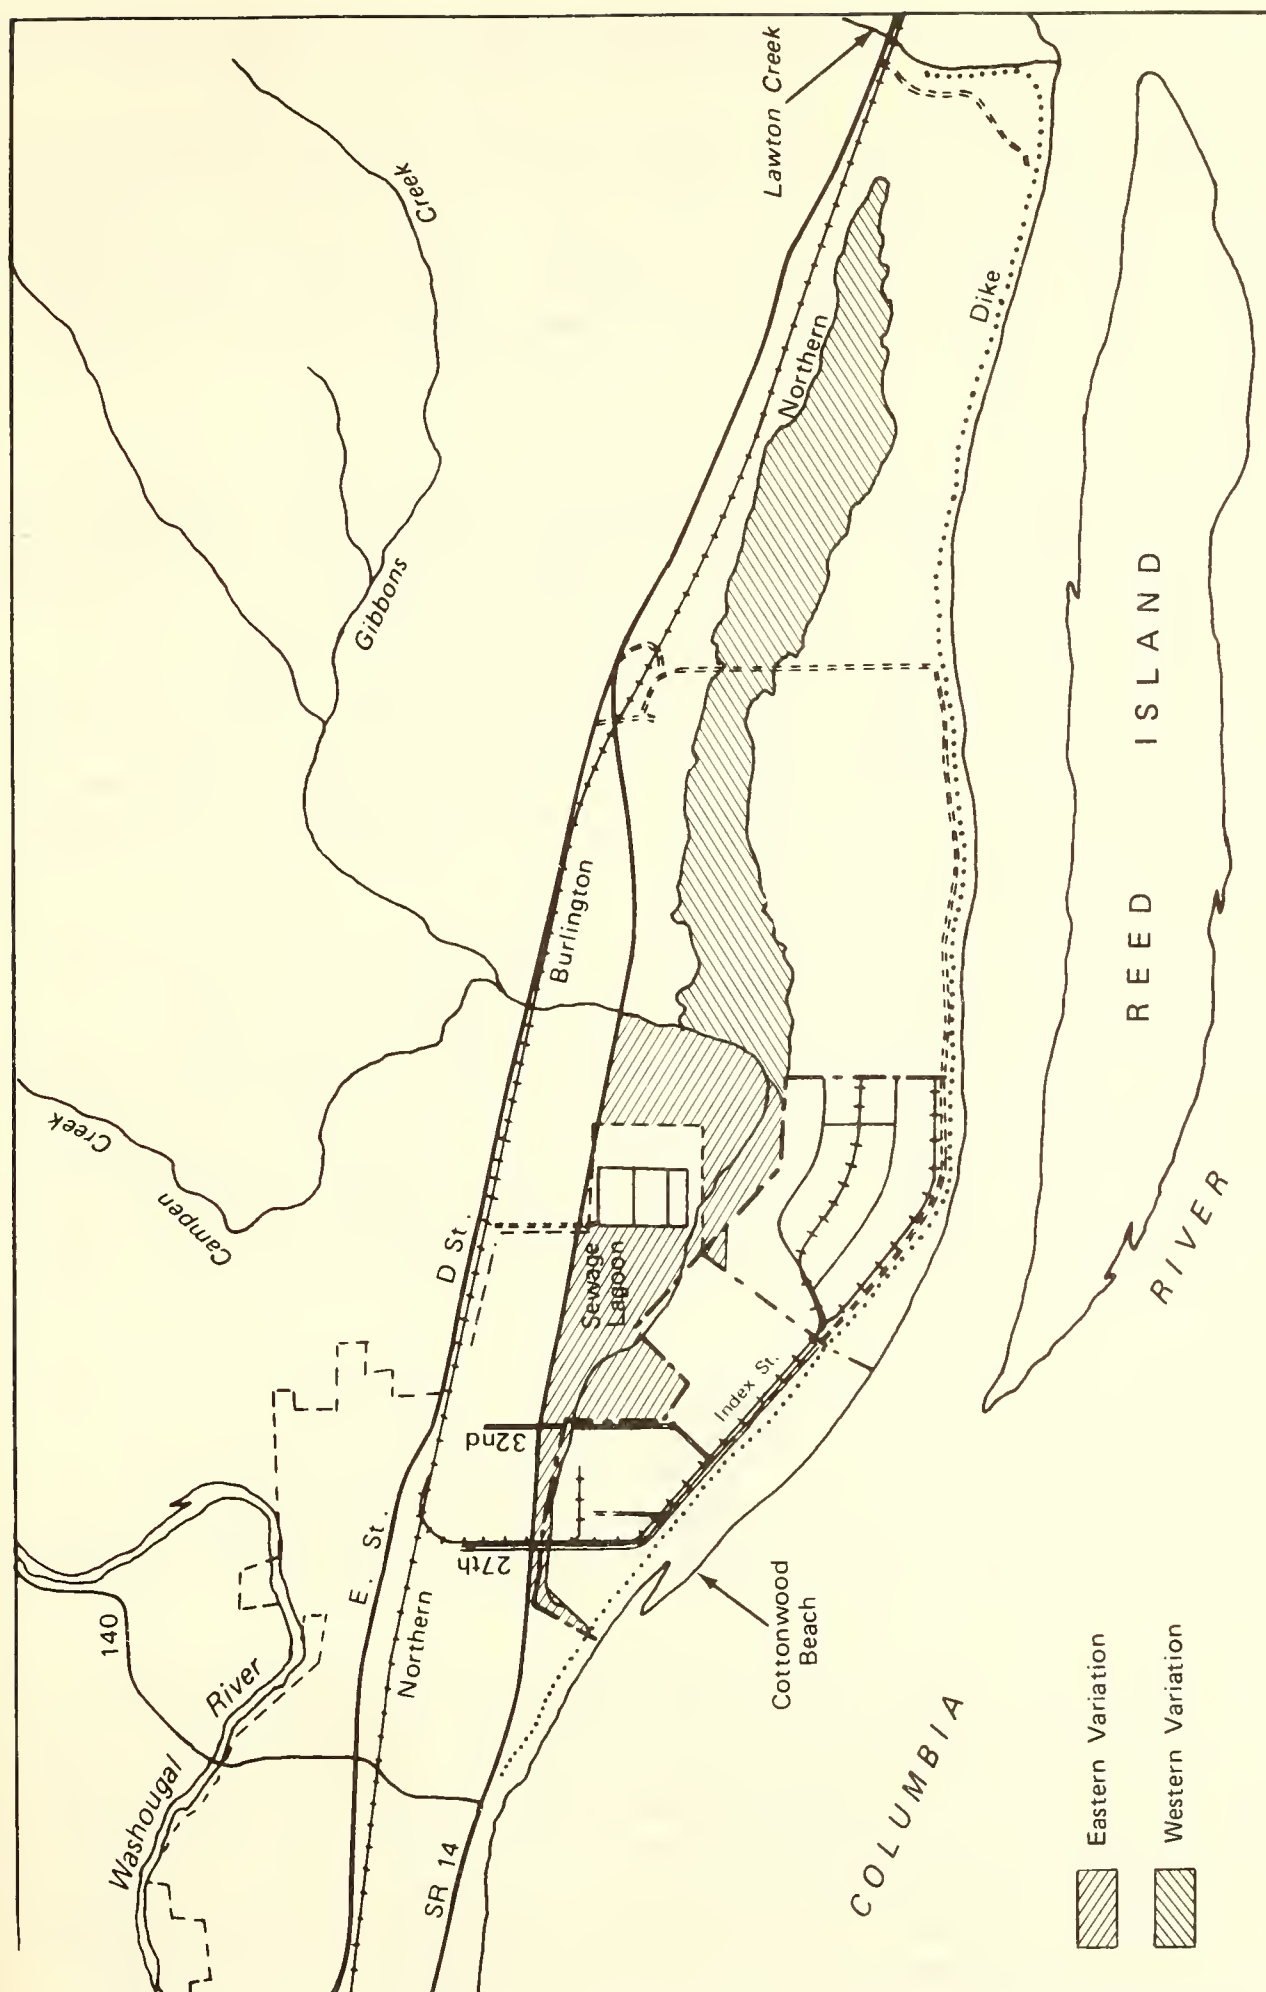 Lawton Creek
Creek
Gibbons
Northern
Dike
Burlington
Creek
Campen
D St.
Sewage
Lagoon
REED ISLAND
RIVER
Index St.
32nd
27th
E. St.
Northern
140
Washougal River
SR 14
Cottonwood
Beach
COLUMBIA
Eastern Variation
Western Variation